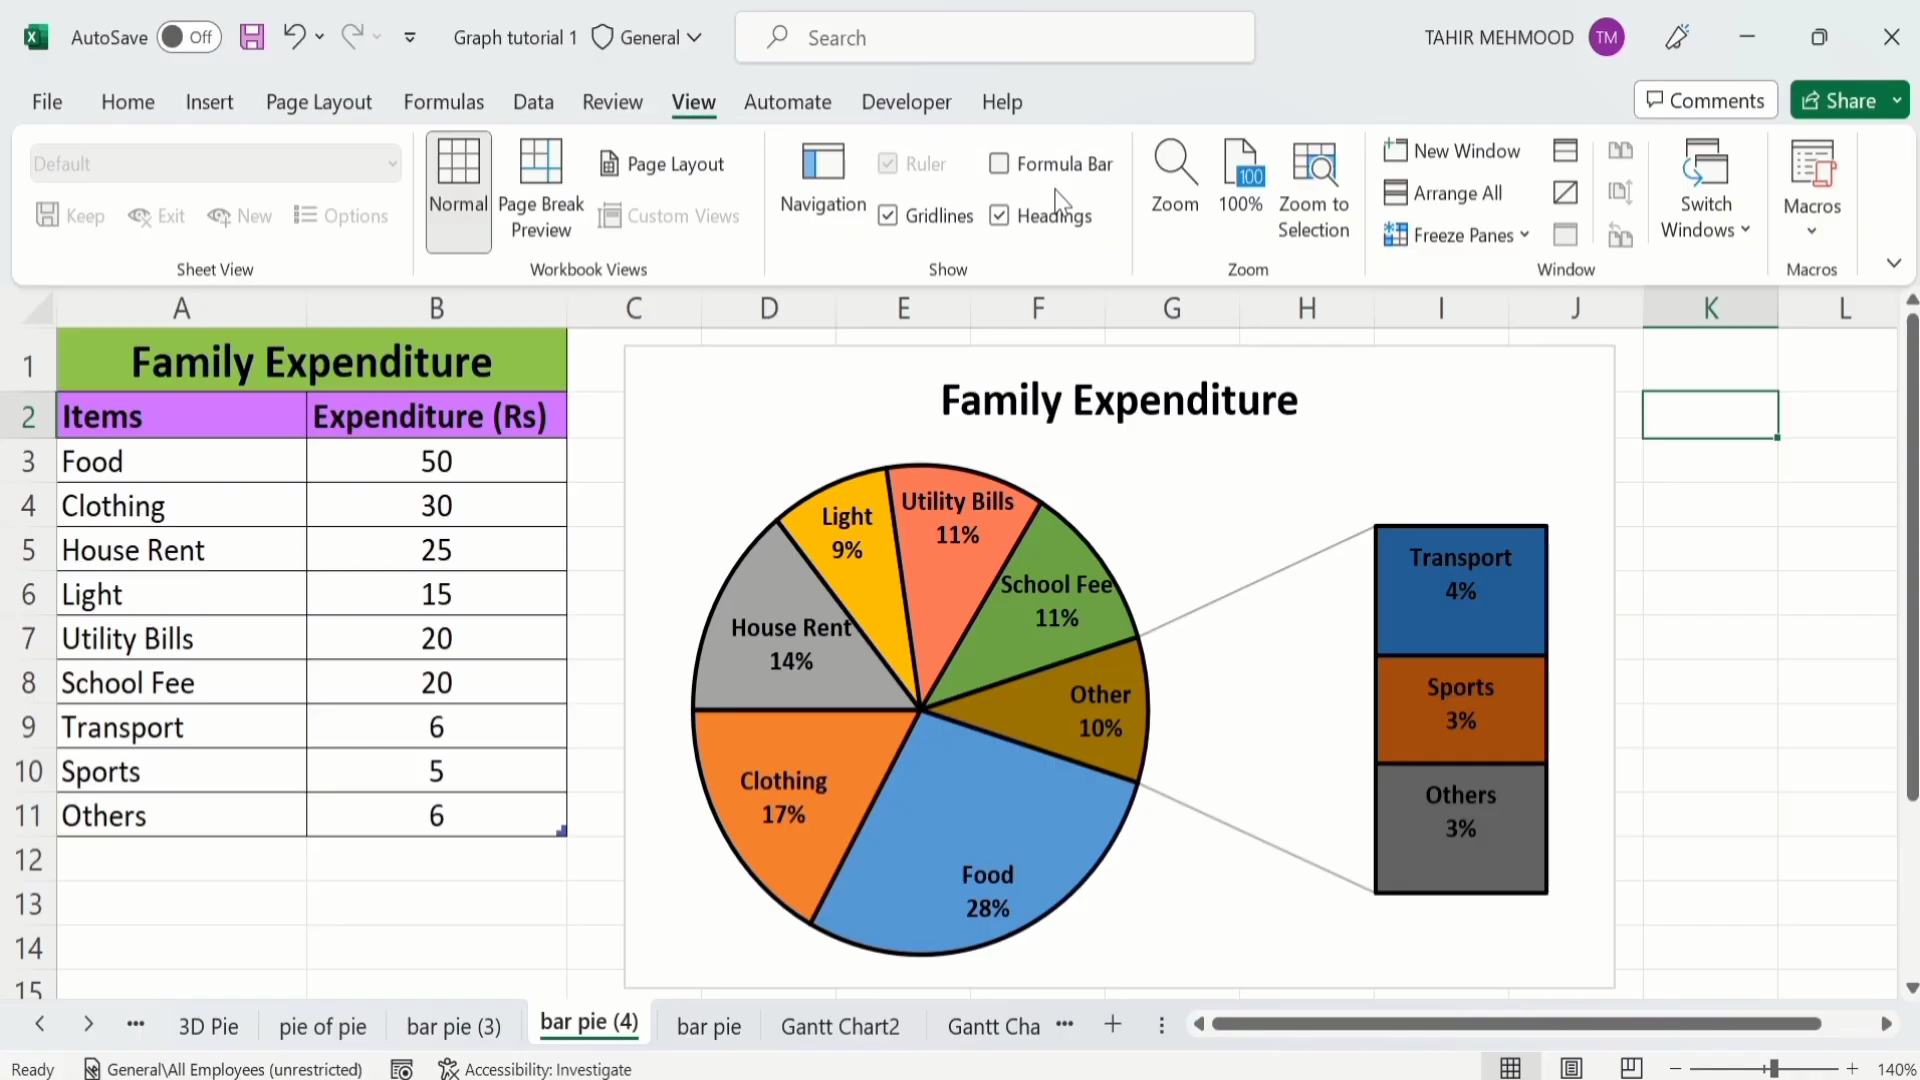 AutoSave Off Graph tutorial 1 General Search TAHIR MEHMOOD TM
File Home Insert Page Layout Formulas Data Review View Automate Developer Help Comments Share
Default
Keep Exit New Options
Sheet View
Normal
Page Break
Preview
Page Layout
Custom Views
Workbook Views
Navigation
Ruler
Formula Bar
Gridlines
Headings
Show
Zoom
100
100%
Zoom to
Selection
Zoom
New Window
Arrange All
Freeze Panes
Window
Switch
Windows
Macros
Macros
A B C D E F G H I J K L
1 Family Expenditure
2 Items Expenditure (Rs)
3 Food 50
4 Clothing 30
5 House Rent 25
6 Light 15
7 Utility Bills 20
8 School Fee 20
9 Transport 6
10 Sports 5
11 Others 6
12
13
14
15
Family Expenditure
Light
9%
Utility Bills
11%
School Fee
11%
House Rent
14%
Other
10%
Clothing
17%
Food
28%
Transport
4%
Sports
3%
Others
3%
3D Pie pie of pie bar pie (3) bar pie (4) bar pie Gantt Chart2 Gantt Cha
Ready General\All Employees (unrestricted) Accessibility: Investigate 140%